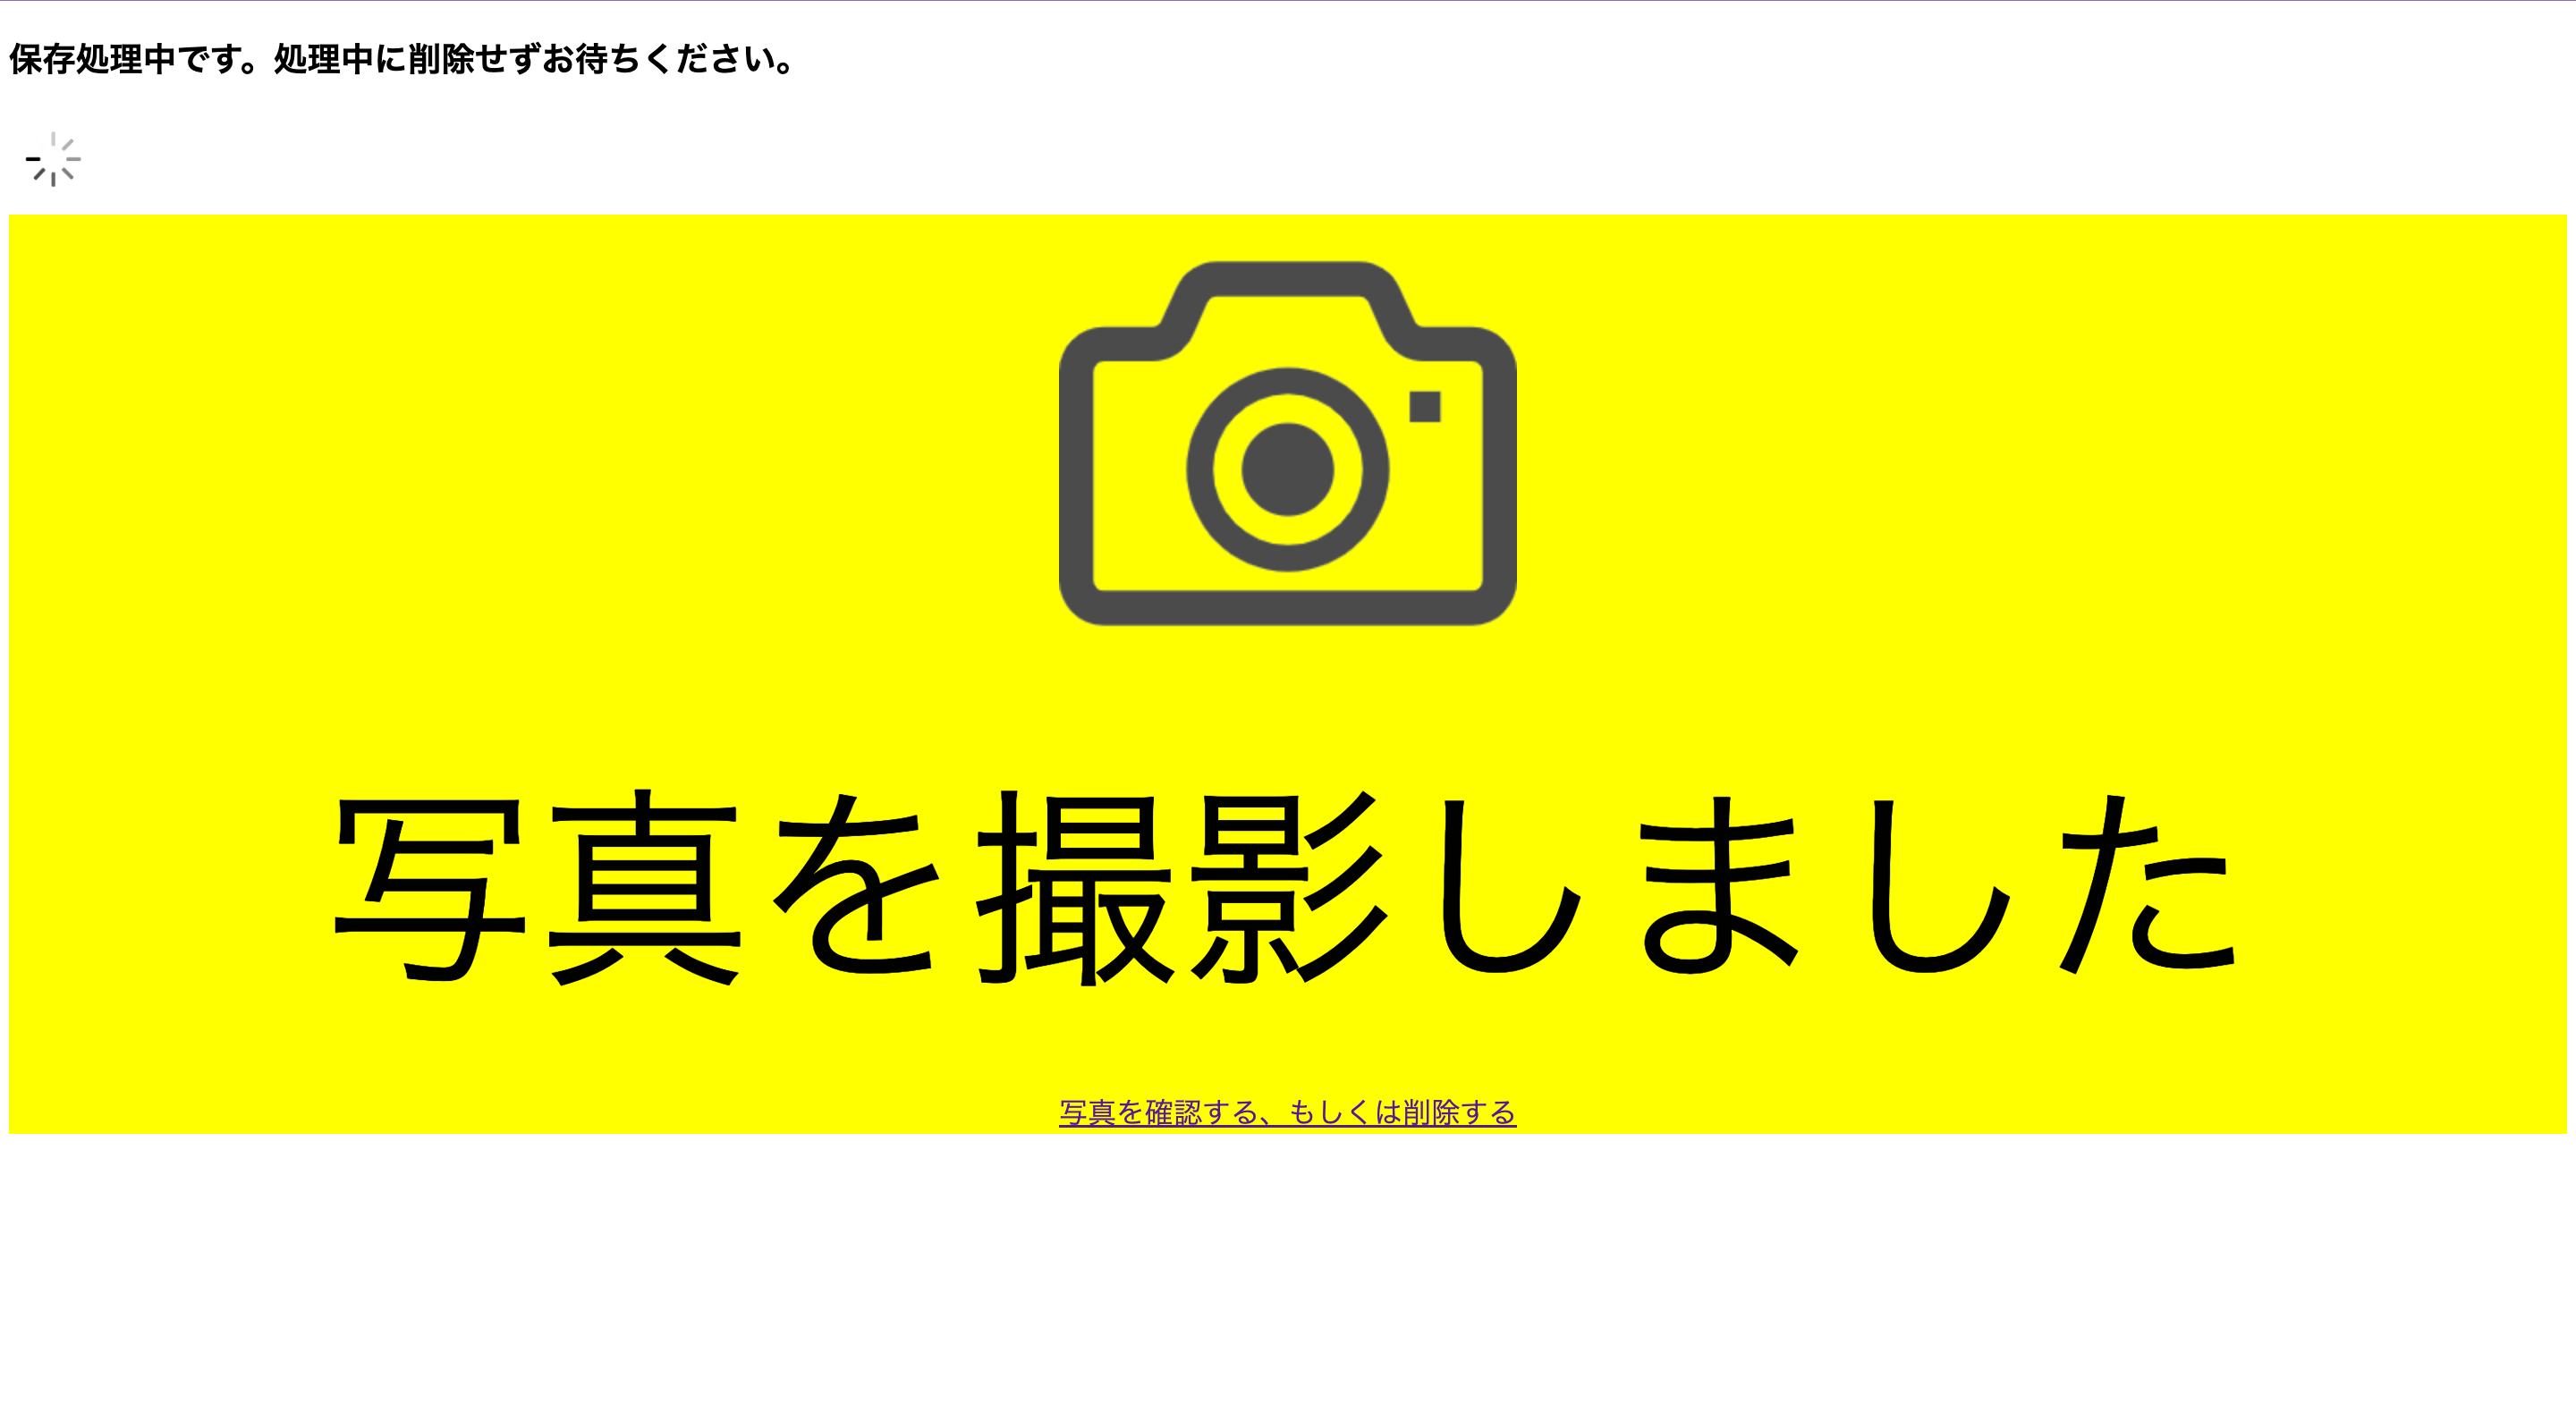 保存処理中です。処理中に削除せずお待ちください。
写真を撮影しました
写真を確認する、もしくは削除する